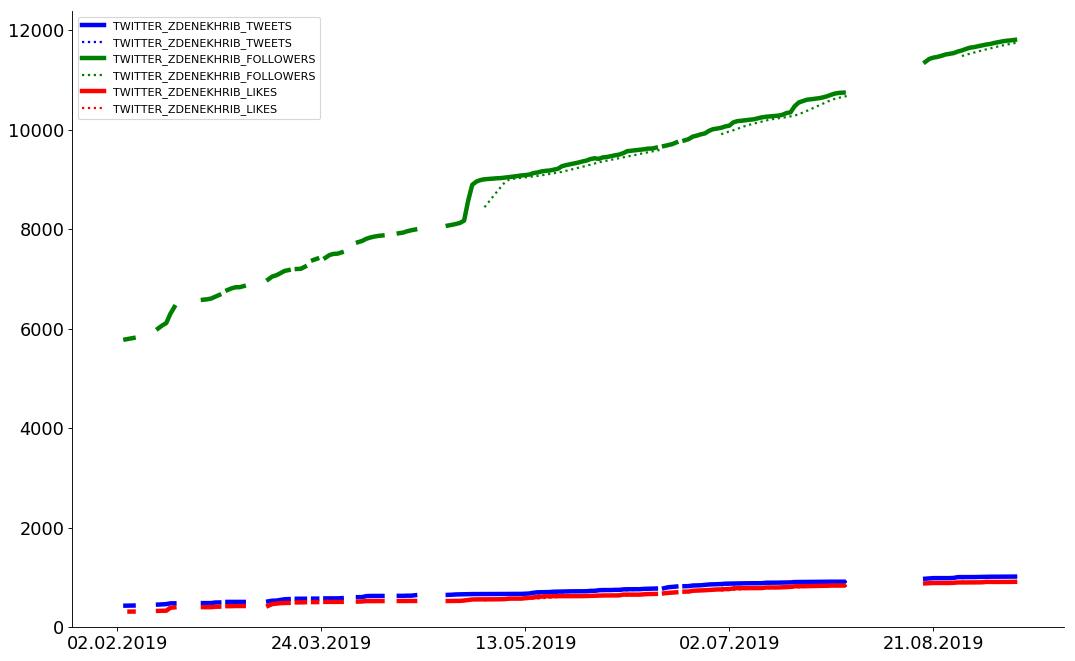 TWITTER_ZDENEKHRIB_TWEETS
TWITTER_ZDENEKHRIB_TWEETS
TWITTER_ZDENEKHRIB_FOLLOWERS
TWITTER_ZDENEKHRIB_FOLLOWERS
TWITTER_ZDENEKHRIB_LIKES
TWITTER_ZDENEKHRIB_LIKES
12000
10000
8000
6000
4000
2000
0
02.02.2019 24.03.2019 13.05.2019 02.07.2019 21.08.2019